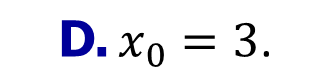 D. x₀ = 3.